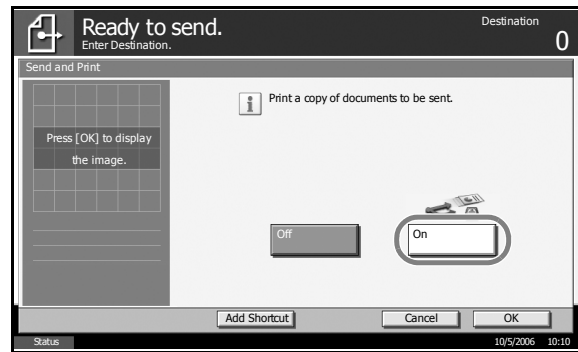 Ready to send.
Destination
Enter Destination.
0
Send and Print
Print a copy of documents to be sent.
Press [OK] to display
the image.
Off
On
Add Shortcut
Cancel
OK
Status
10/5/2006 10:10